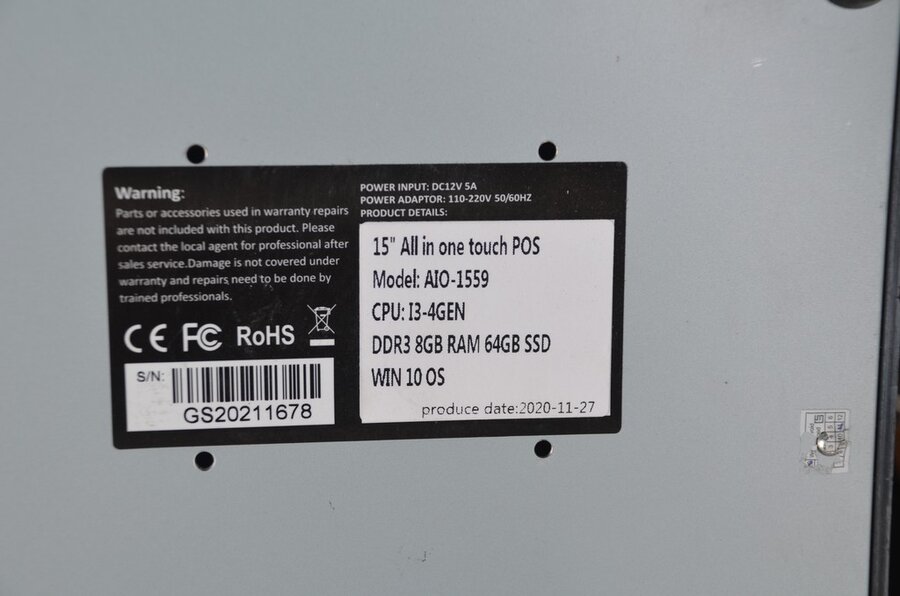 Warning:
Parts or accessories used in warranty repairs
are not included with this product. Please
contact the local agent for professional after
sales service.Damage is not covered under
warranty and repairs need to be done by
trained professionals.
CE FC RoHS
S/N:
GS20211678
POWER INPUT: DC12V 5A
POWER ADAPTOR: 110-220V 50/60HZ
PRODUCT DETAILS:
15" All in one touch POS
Model: AIO-1559
CPU: I3-4GEN
DDR3 8GB RAM 64GB SSD
WIN 10 OS
produce date:2020-11-27